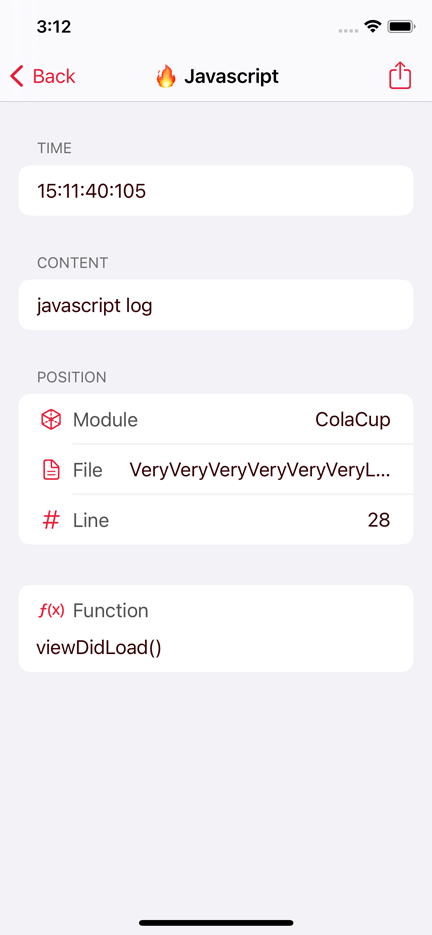 3:12
Back
🔥 Javascript
TIME
15:11:40:105
CONTENT
javascript log
POSITION
Module ColaCup
File VeryVeryVeryVeryVeryVeryL...
# Line 28
f(x) Function
viewDidLoad()